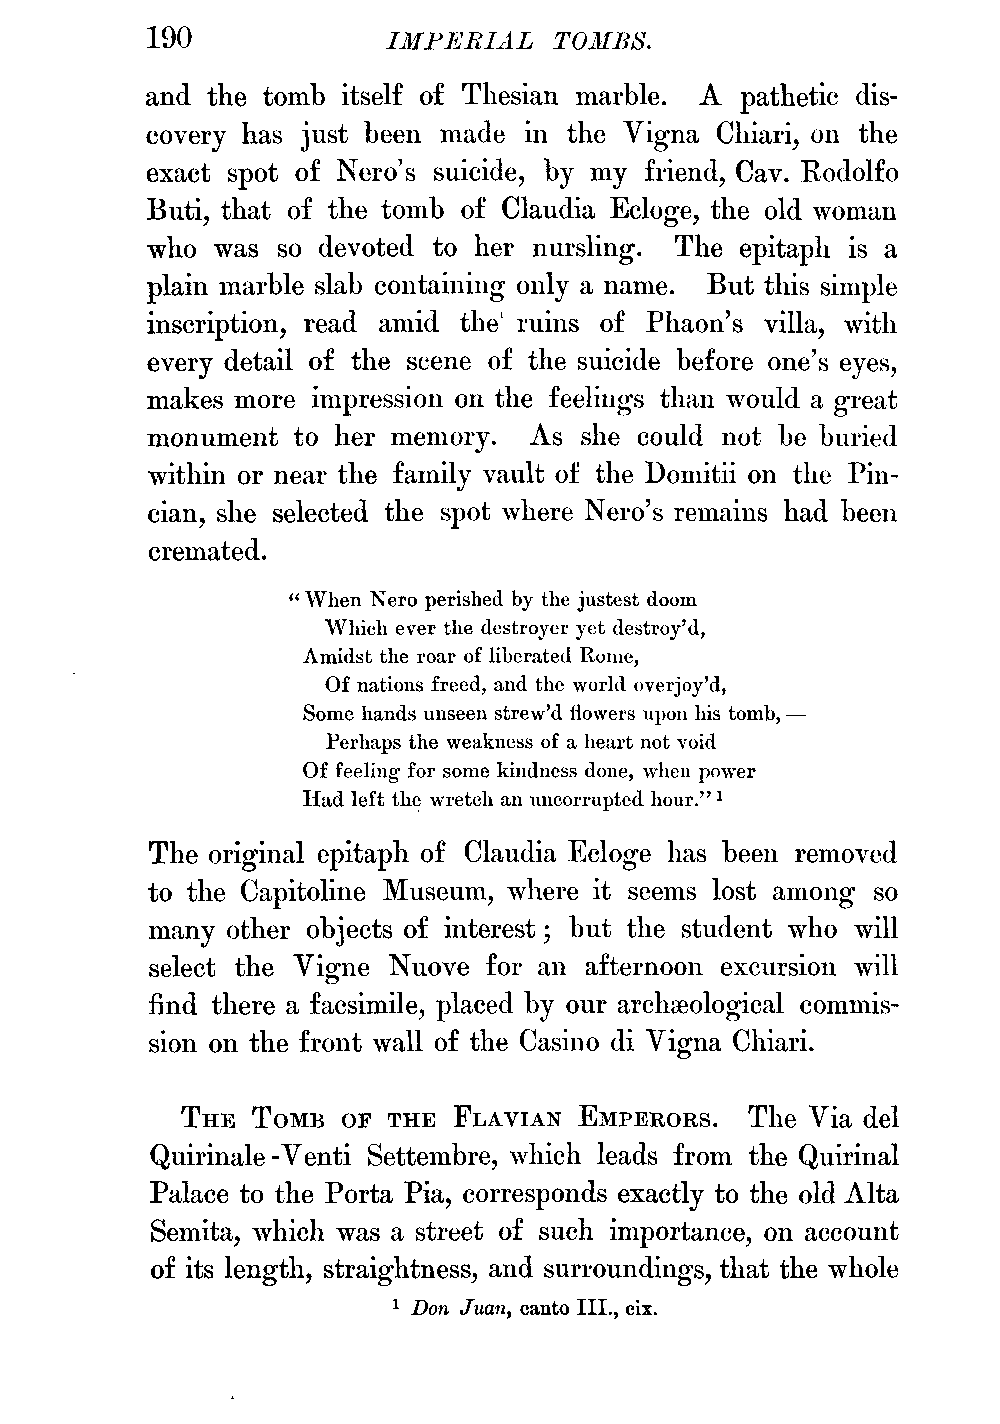 190 IMPERIAL TOMBS.
and the tomb itself of Thesian marble. A pathetic dis-
covery has just been made in the Vigna Chiari, on the
exact spot of Nero's suicide, by my friend, Cav. Rodolfo
Buti, that of the tomb of Claudia Ecloge, the old woman
who was so devoted to her nursling. The epitaph is a
plain marble slab containing only a name. But this simple
inscription, read amid the ruins of Phaon's villa, with
every detail of the scene of the suicide before one's eyes,
makes more impression on the feelings than would a great
monument to her memory. As she could not be buried
within or near the family vault of the Domitii on the Pin-
cian, she selected the spot where Nero's remains had been
cremated.
"When Nero perished by the justest doom
Which ever the destroyer yet destroy'd,
Amidst the roar of liberated Rome,
Of nations freed, and the world overjoy'd,
Some hands unseen strew'd flowers upon his tomb, —
Perhaps the weakness of a heart not void
Of feeling for some kindness done, when power
Had left the wretch an uncorrupted hour." 1
The original epitaph of Claudia Ecloge has been removed
to the Capitoline Museum, where it seems lost among so
many other objects of interest; but the student who will
select the Vigne Nuove for an afternoon excursion will
find there a facsimile, placed by our archæological commis-
sion on the front wall of the Casino di Vigna Chiari.
THE TOMB OF THE FLAVIAN EMPERORS. The Via del
Quirinale-Venti Settembre, which leads from the Quirinal
Palace to the Porta Pia, corresponds exactly to the old Alta
Semita, which was a street of such importance, on account
of its length, straightness, and surroundings, that the whole
1 Don Juan, canto III., cix.